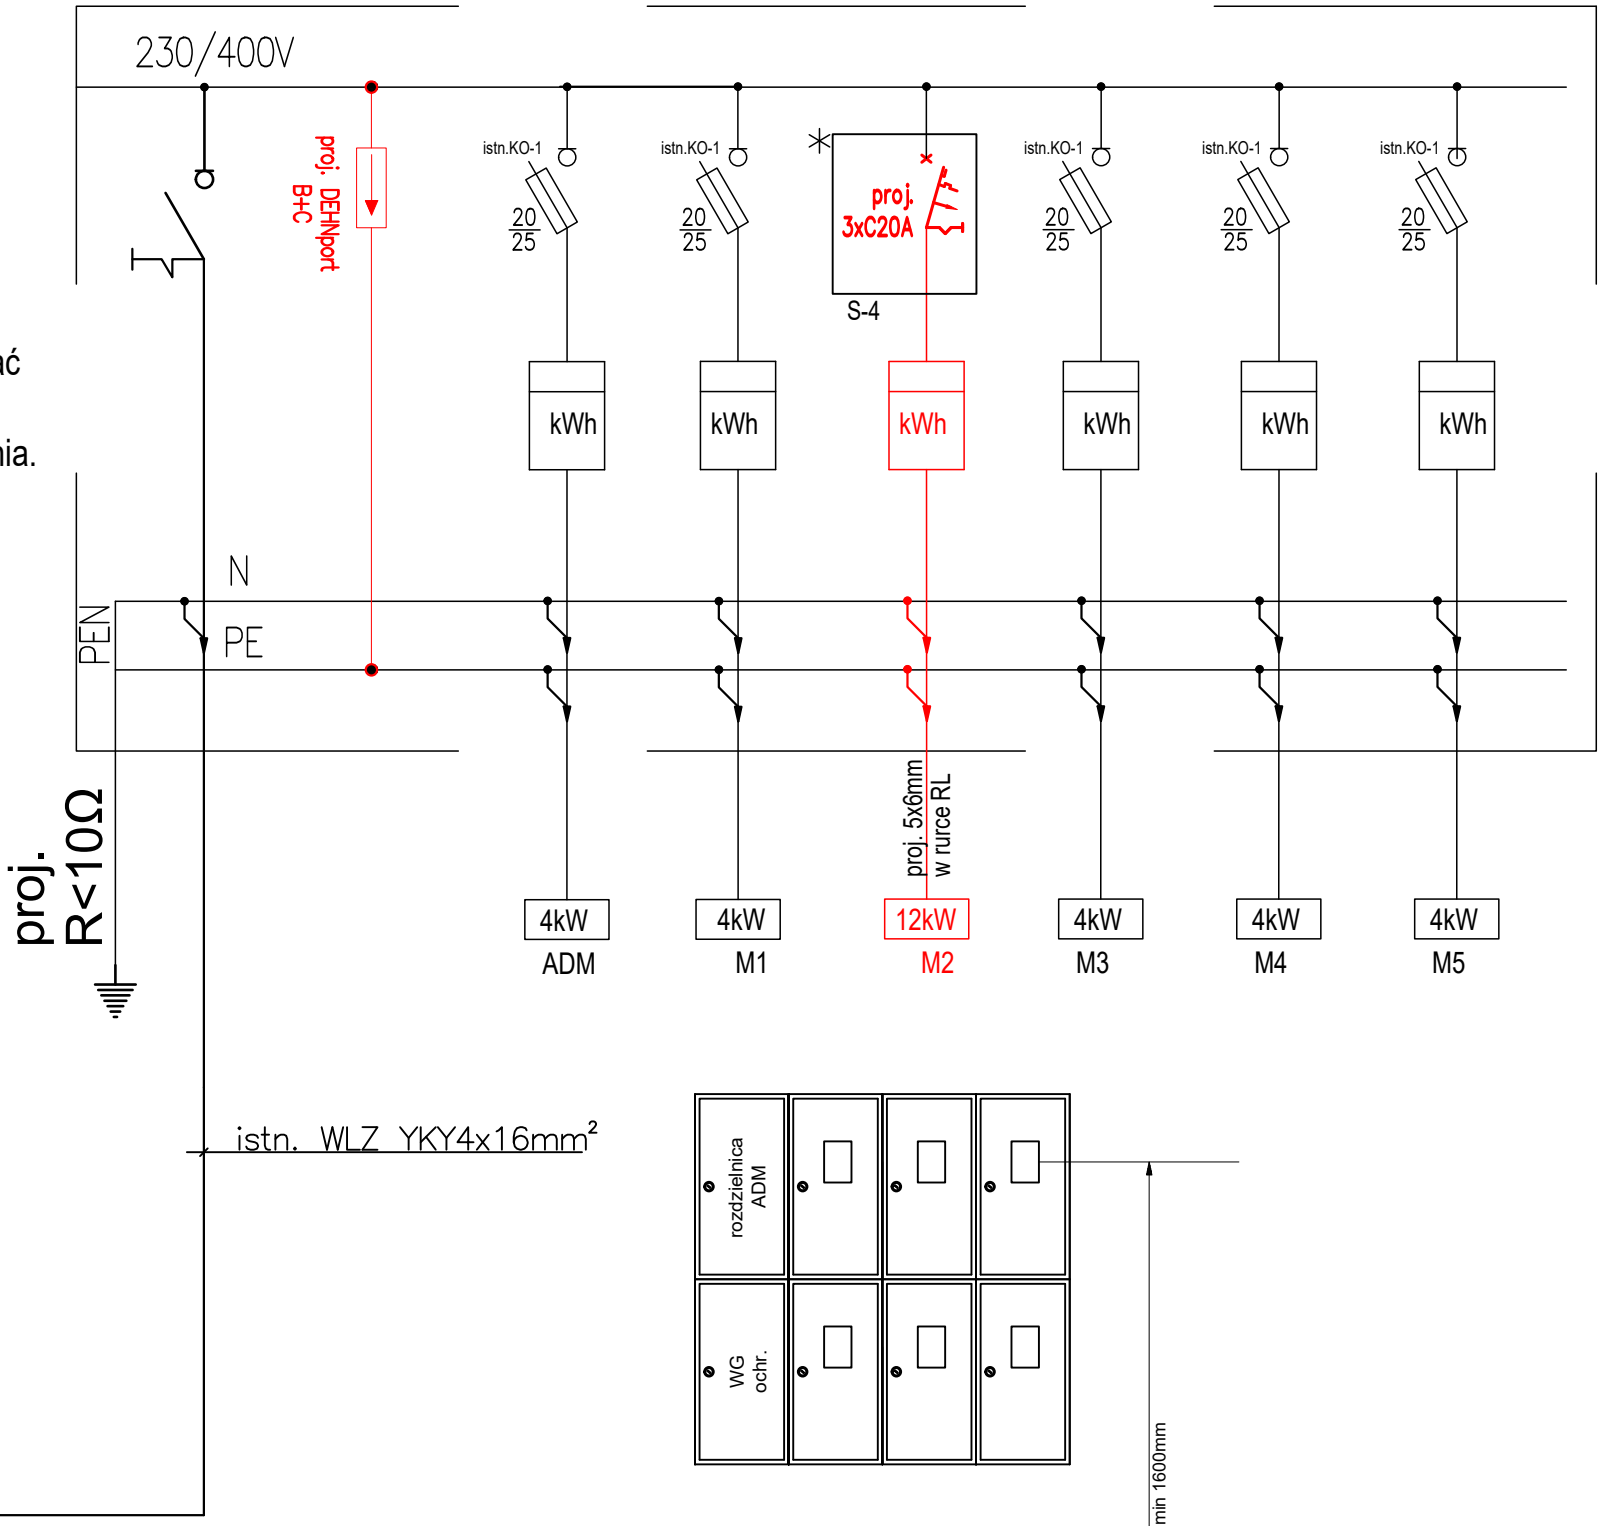 230/400V
istn.KO-1
20
25
istn.KO-1
20
25
istn.KO-1
20
25
istn.KO-1
20
25
istn.KO-1
20
25
proj. DEHNport
B+C
proj.
3xC20A
S-4
ać
nia.
kWh
kWh
kWh
kWh
kWh
kWh
N
PE
PEN
proj.
R<10Ω
proj. 5x6mm
w rurce RL
4kW
4kW
12kW
4kW
4kW
4kW
ADM
M1
M2
M3
M4
M5
istn. WLZ YKY4x16mm²
rozdzielnica
ADM
WG
ochr.
min 1600mm